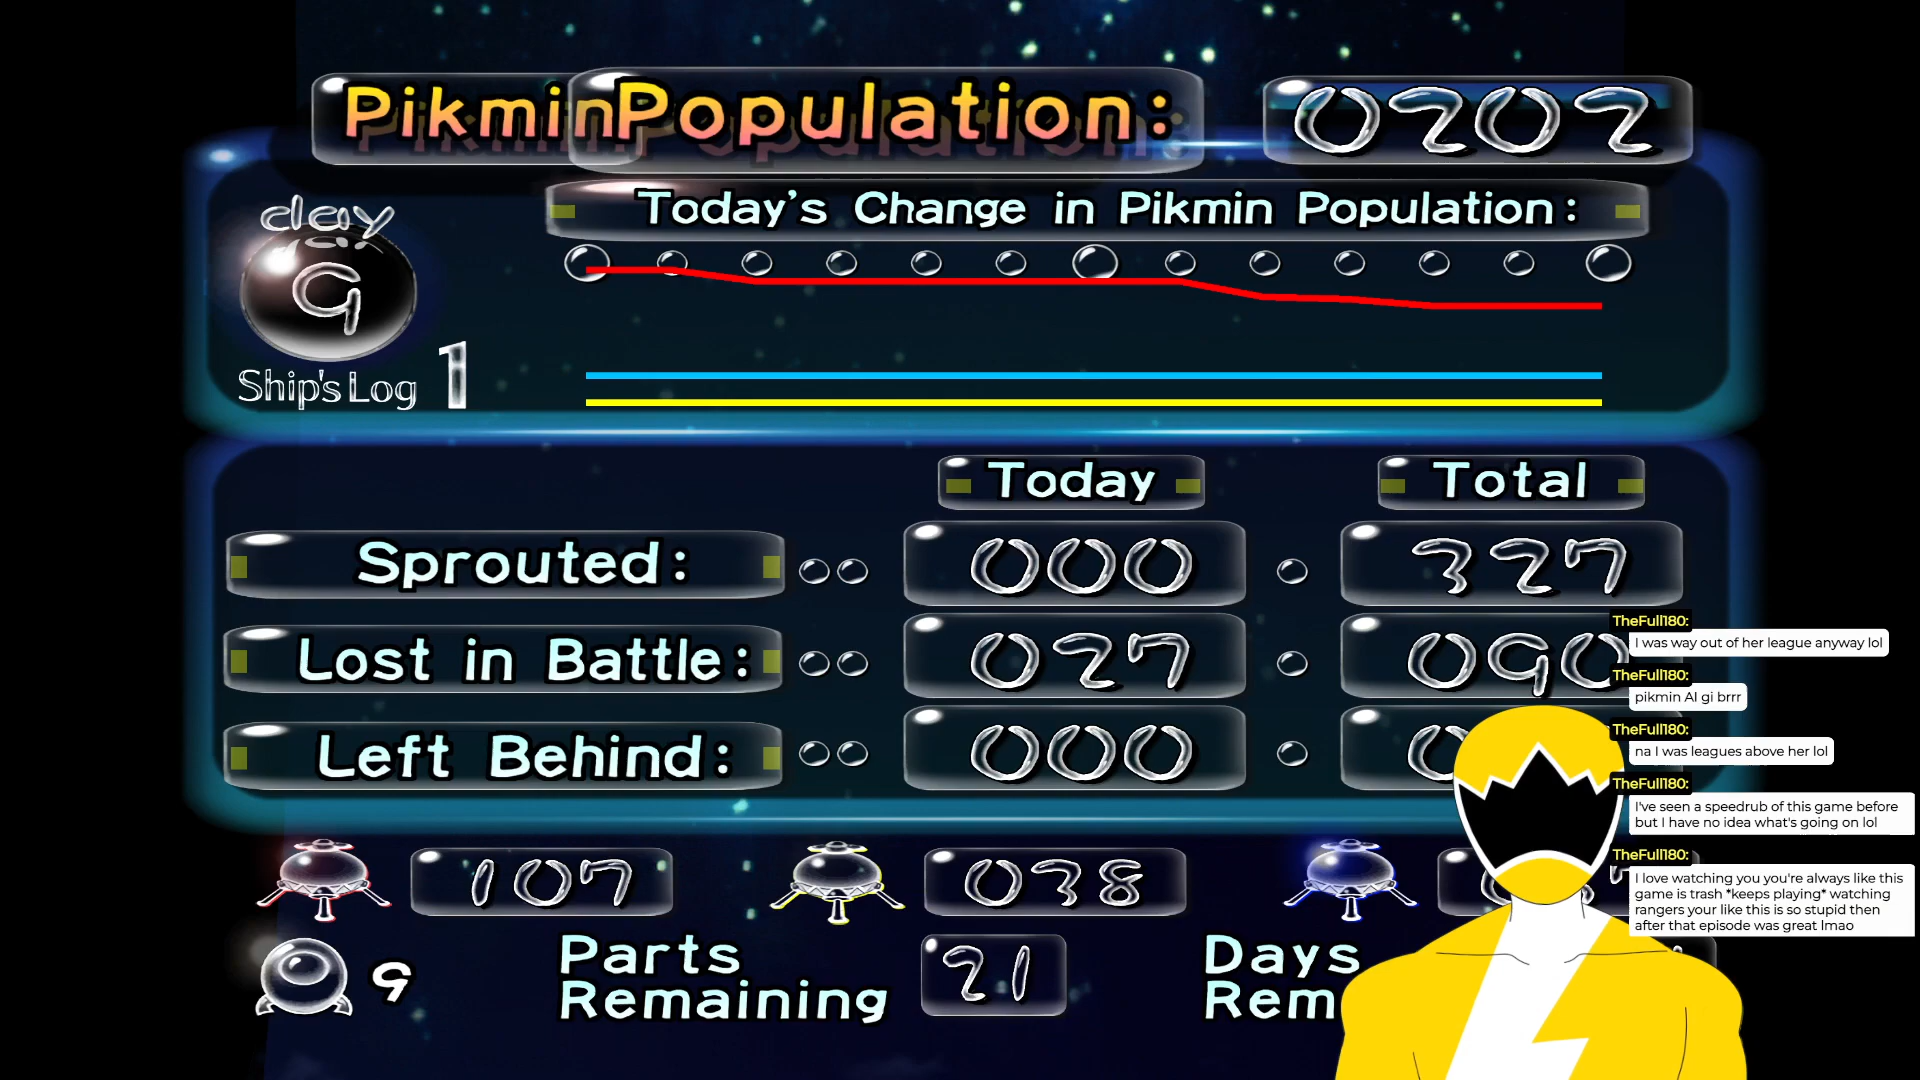 Pikmin Population: 0202
Today's Change in Pikmin Population:
day
9
Ship's Log 1
Today Total
Sprouted: 000 327
Lost in Battle: 027 090
Left Behind: 000
107 038
9 Parts Remaining 21 Days
TheFull180:
I was way out of her league anyway lol
TheFull180:
pikmin AI gi brrr
TheFull180:
na I was leagues above her lol
TheFull180:
I've seen a speedrub of this game before
but I have no idea what's going on lol
TheFull180:
I love watching you you're always like this
game is trash *keeps playing* watching
rangers your like this is so stupid then
after that episode was great lmao